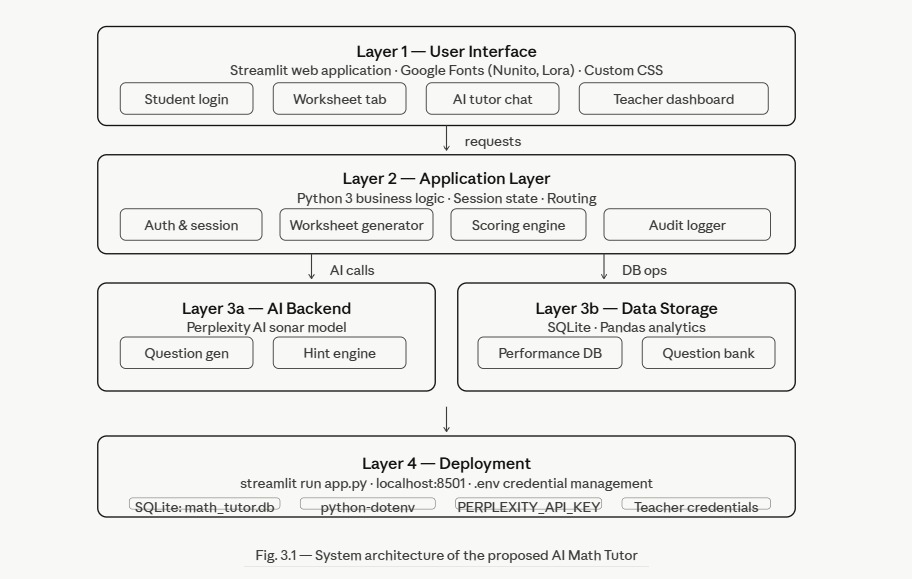 Layer 1 — User Interface
Streamlit web application · Google Fonts (Nunito, Lora) · Custom CSS
Student login Worksheet tab AI tutor chat Teacher dashboard
requests
Layer 2 — Application Layer
Python 3 business logic · Session state · Routing
Auth & session Worksheet generator Scoring engine Audit logger
AI calls DB ops
Layer 3a — AI Backend Layer 3b — Data Storage
Perplexity AI sonar model SQLite · Pandas analytics
Question gen Hint engine Performance DB Question bank
Layer 4 — Deployment
streamlit run app.py · localhost:8501 · .env credential management
SQLite: math_tutor.db python-dotenv PERPLEXITY_API_KEY Teacher credentials
Fig. 3.1 — System architecture of the proposed AI Math Tutor